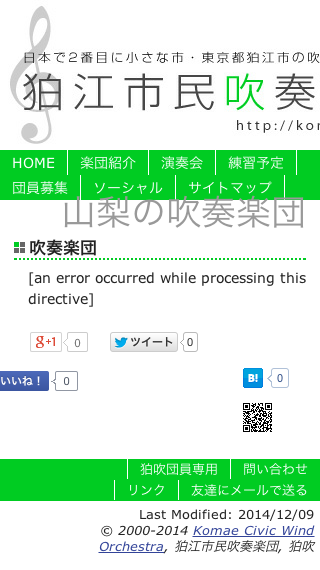 日本で2番目に小さな市・東京都狛江市の吹
狛江市民吹奏
http://kor
HOME 楽団紹介 演奏会 練習予定
団員募集 ソーシャル サイトマップ
山梨の吹奏楽団
吹奏楽団
[an error occurred while processing this
directive]
g+1 0 ツイート 0
いいね！ 0 B! 0
狛吹団員専用 問い合わせ
リンク 友達にメールで送る
Last Modified: 2014/12/09
© 2000-2014 Komae Civic Wind
Orchestra, 狛江市民吹奏楽団, 狛吹